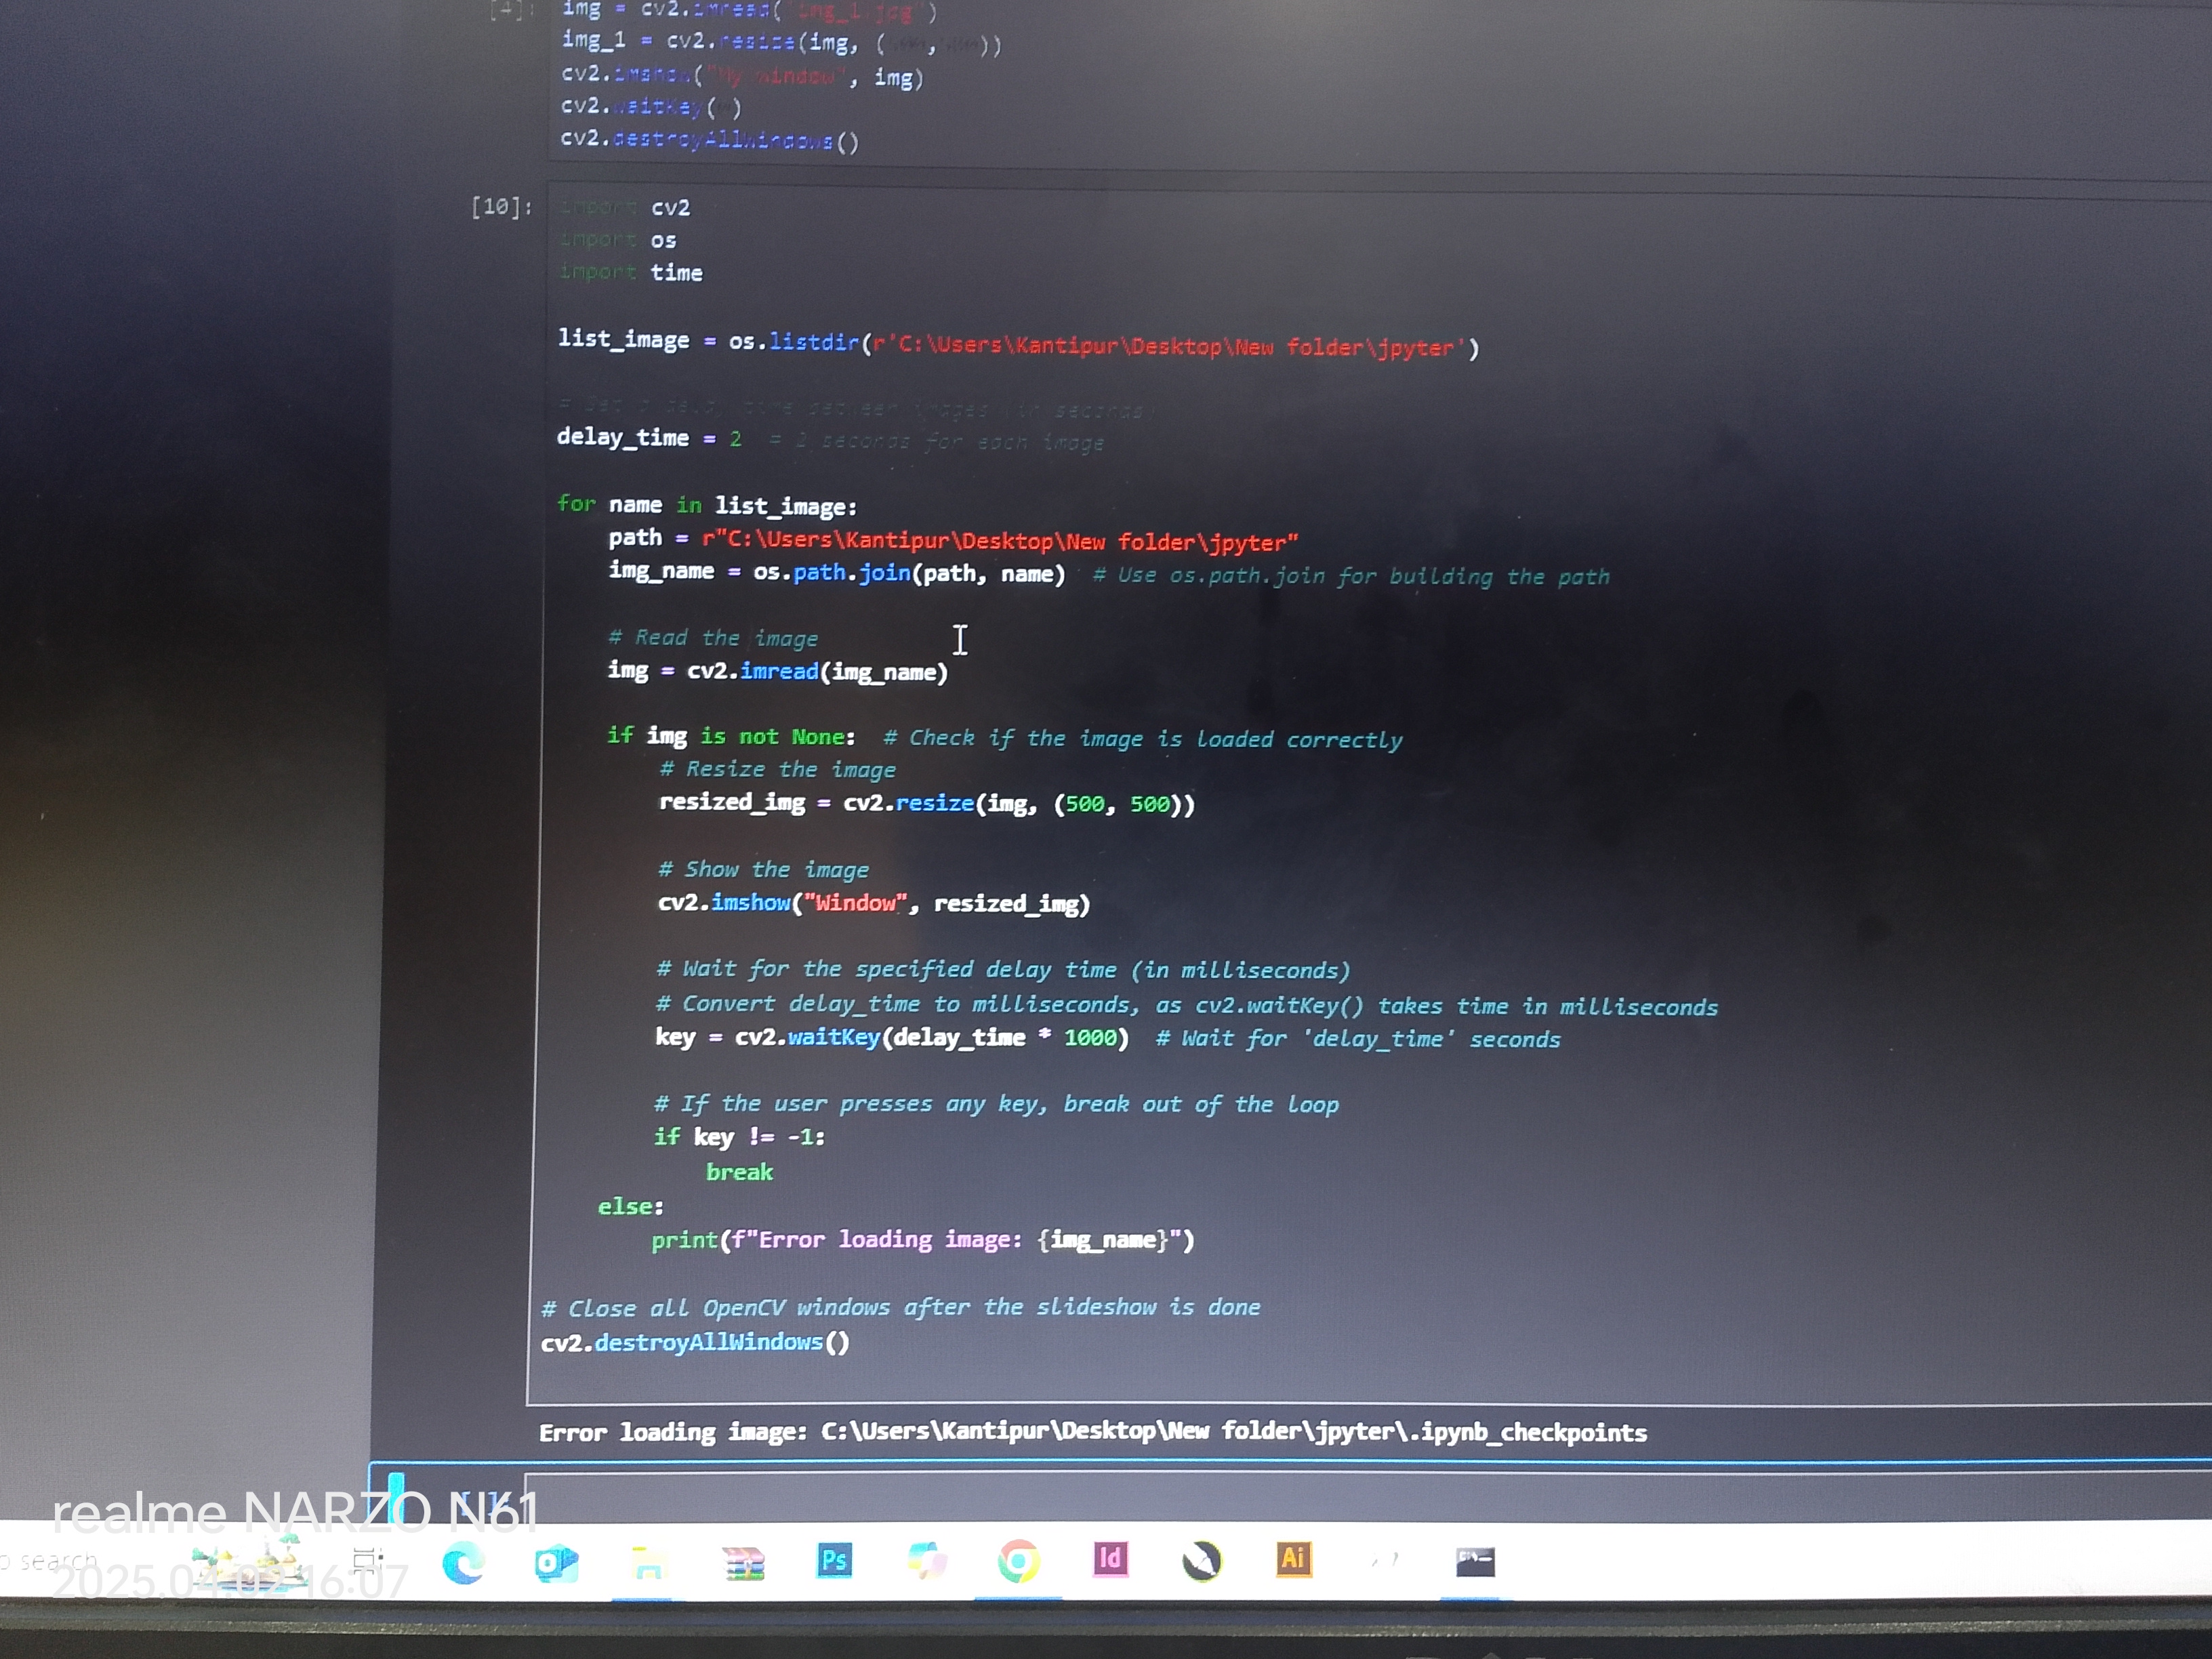 [4]:
img = cv2.imread('img_1.jpg')
img_1 = cv2.resize(img, ( , ))
cv2.imshow("My window", img)
cv2.waitKey( )
cv2.destroyAllWindows()
[10]:
import cv2
import os
import time
list_image = os.listdir(r'C:\Users\Kantipur\Desktop\New folder\jpyter')
# Set a delay time between images (in seconds)
delay_time = 2 # 2 seconds for each image
for name in list_image:
path = r"C:\Users\Kantipur\Desktop\New folder\jpyter"
img_name = os.path.join(path, name) # Use os.path.join for building the path
# Read the image
img = cv2.imread(img_name)
if img is not None: # Check if the image is loaded correctly
# Resize the image
resized_img = cv2.resize(img, (500, 500))
# Show the image
cv2.imshow("Window", resized_img)
# Wait for the specified delay time (in milliseconds)
# Convert delay_time to milliseconds, as cv2.waitKey() takes time in milliseconds
key = cv2.waitKey(delay_time * 1000) # Wait for 'delay_time' seconds
# If the user presses any key, break out of the loop
if key != -1:
break
else:
print(f"Error loading image: {img_name}")
# Close all OpenCV windows after the slideshow is done
cv2.destroyAllWindows()
Error loading image: C:\Users\Kantipur\Desktop\New folder\jpyter\.ipynb_checkpoints
realme NARZO N61
search
2025.04.02 16:07
Ps
Id
Ai